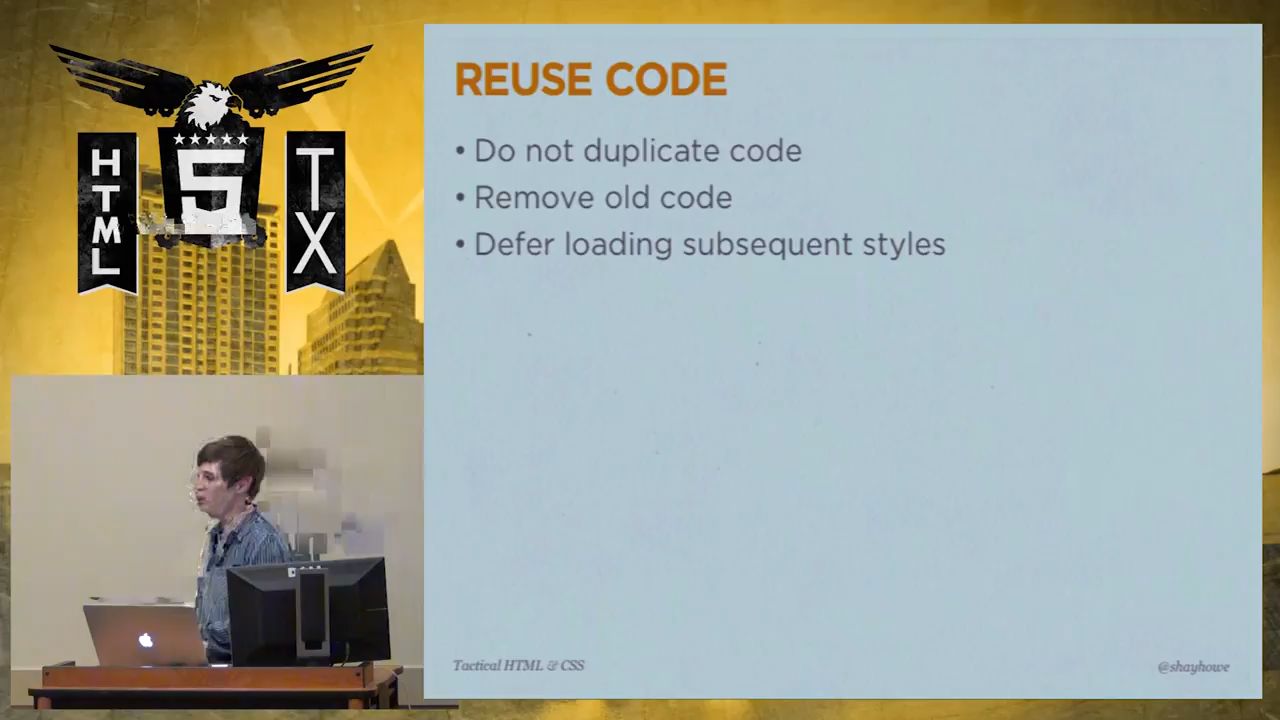 HTML
5
TX
REUSE CODE
• Do not duplicate code
• Remove old code
• Defer loading subsequent styles
Tactical HTML & CSS
@shayhowe